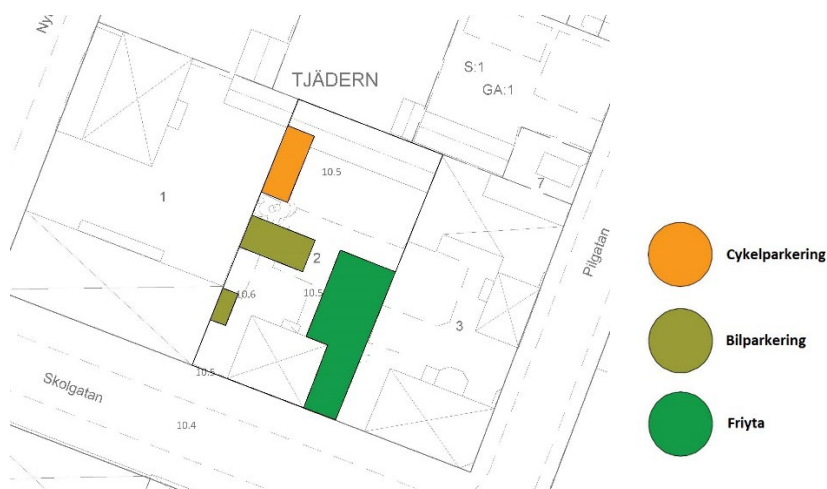 Ny
TJÄDERN
S:1
GA:1
10.5
7
1
2
10.6
10.5
3
Pilgatan
10.5
Skolgatan
10.4
Cykelparkering
Bilparkering
Friyta